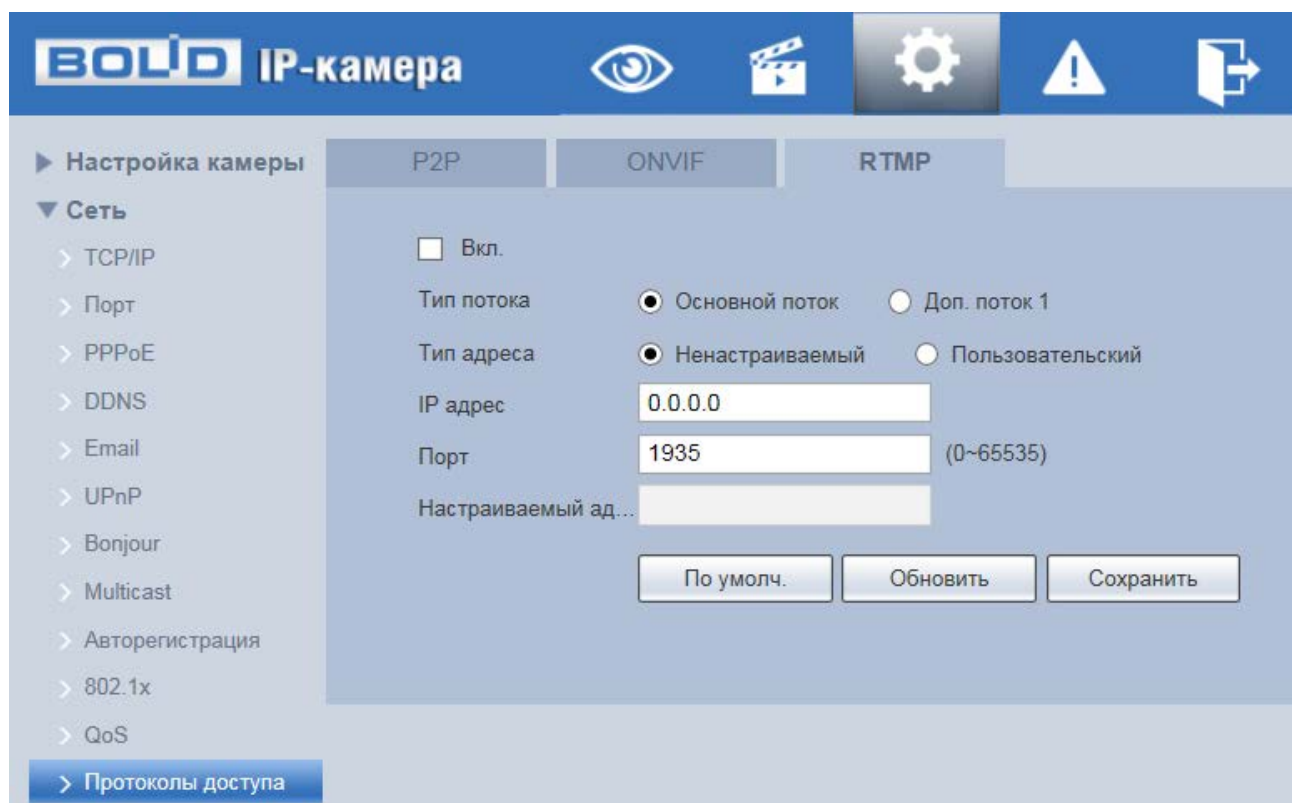 BOLID IP-камера
Настройка камеры
P2P
ONVIF
RTMP
Сеть
TCP/IP
Порт
PPPoE
DDNS
Email
UPnP
Bonjour
Multicast
Авторегистрация
802.1x
QoS
Протоколы доступа
Вкл.
Тип потока
Основной поток
Доп. поток 1
Тип адреса
Ненастраиваемый
Пользовательский
IP адрес
0.0.0.0
Порт
1935
(0~65535)
Настраиваемый ад...
По умолч.
Обновить
Сохранить